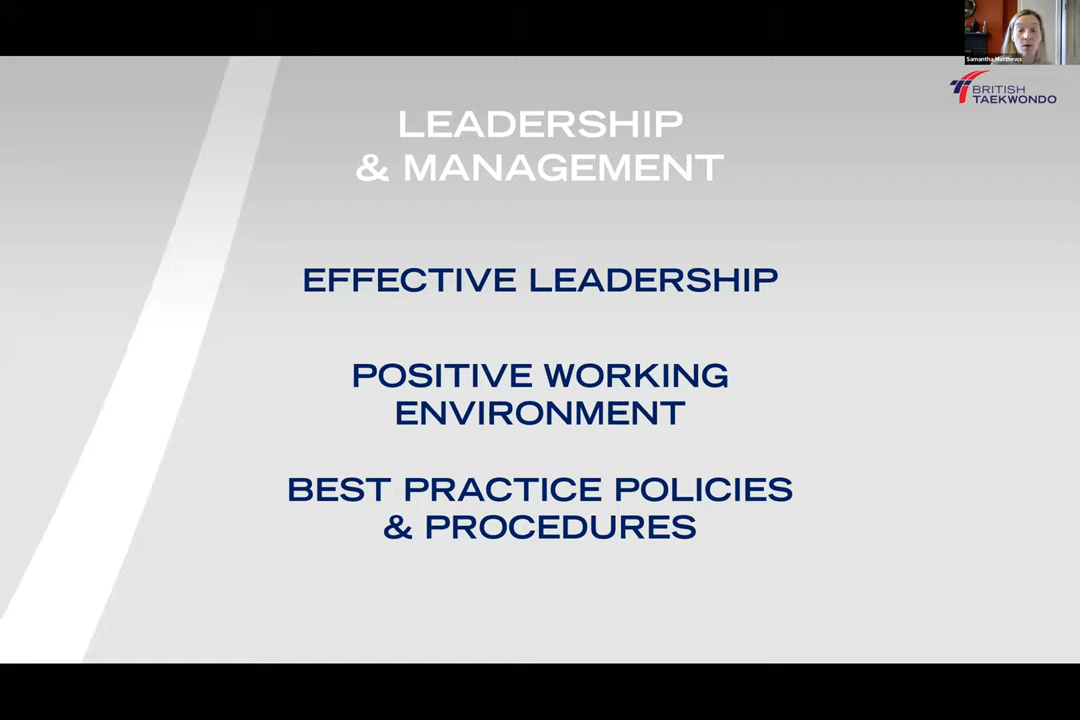 Samantha Matthews
BRITISH
TAEKWONDO
LEADERSHIP
& MANAGEMENT
EFFECTIVE LEADERSHIP
POSITIVE WORKING
ENVIRONMENT
BEST PRACTICE POLICIES
& PROCEDURES